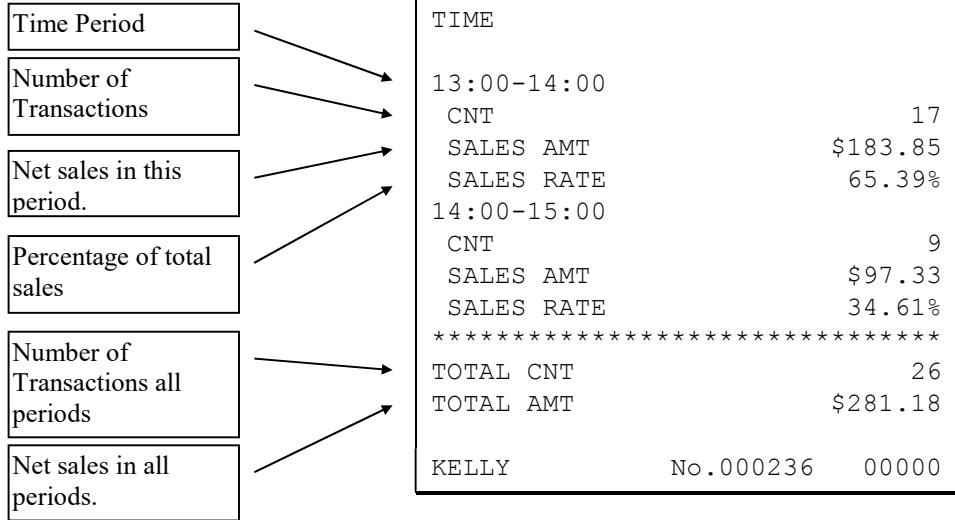 Time Period
Number of
Transactions
Net sales in this
period.
Percentage of total
sales
Number of
Transactions all
periods
Net sales in all
periods.
TIME
13:00-14:00
CNT 17
SALES AMT $183.85
SALES RATE 65.39%
14:00-15:00
CNT 9
SALES AMT $97.33
SALES RATE 34.61%
********************************
TOTAL CNT 26
TOTAL AMT $281.18
KELLY No.000236 00000